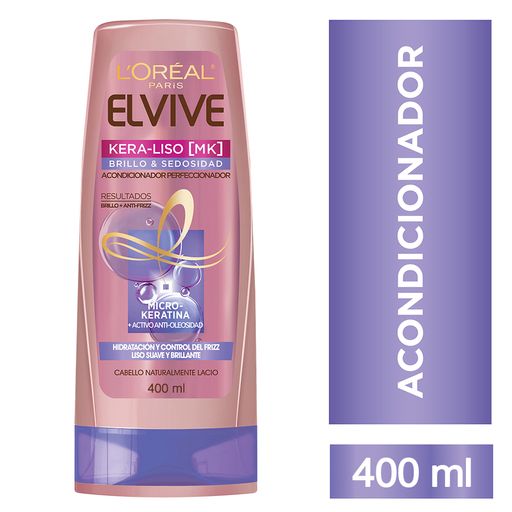 L'ORÉAL
PARIS
ELVIVE
KERA-LISO [MK]
BRILLO & SEDOSIDAD
ACONDICIONADOR PERFECCIONADOR
RESULTADOS
BRILLO + ANTI-FRIZZ
MICRO-
KERATINA
+ ACTIVO ANTI-OLEOSIDAD
HIDRATACIÓN Y CONTROL DEL FRIZZ
LISO SUAVE Y BRILLANTE
CABELLO NATURALMENTE LACIO
400 ml
ACONDICIONADOR
400 ml